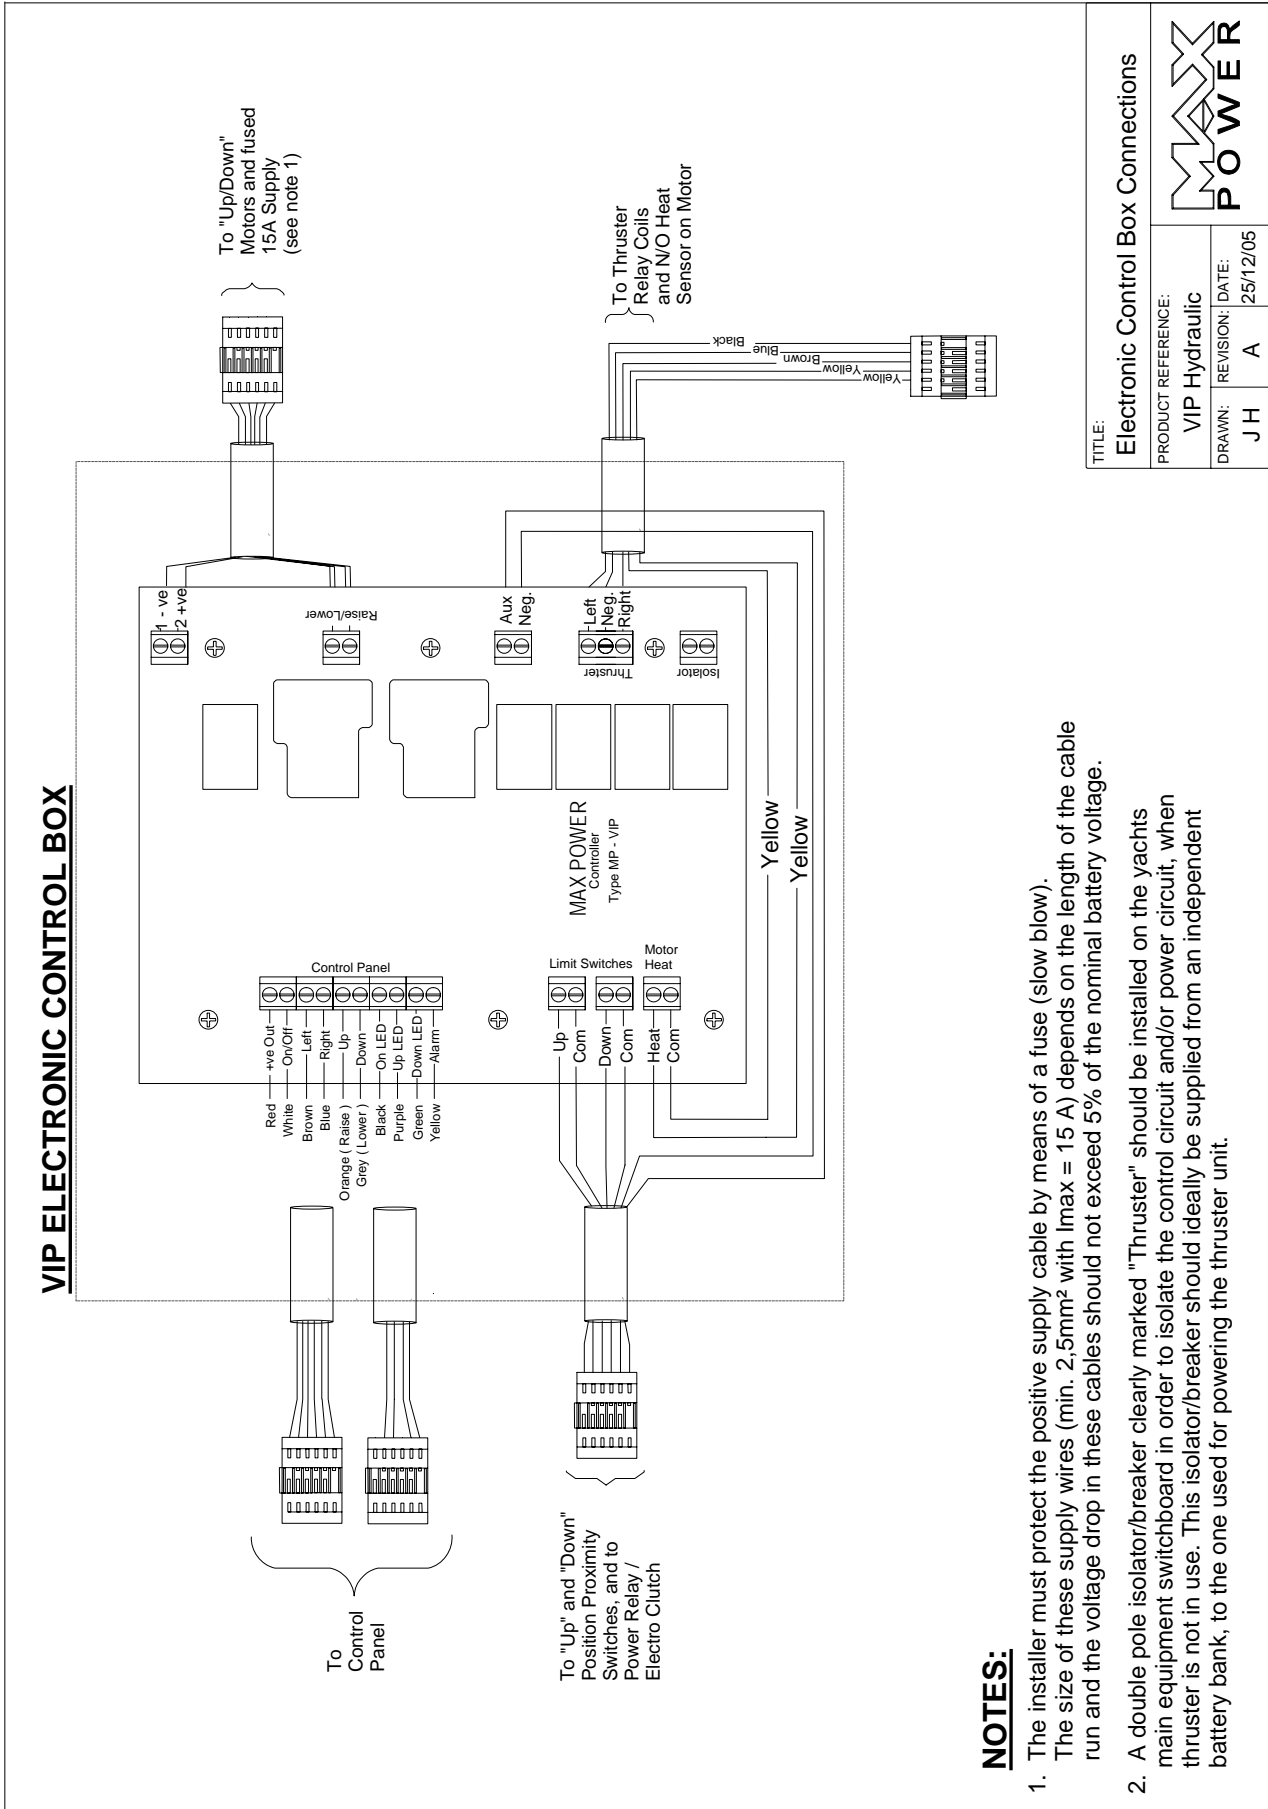 VIP ELECTRONIC CONTROL BOX
To
Control
Panel
To "Up" and "Down"
Position Proximity
Switches, and to
Power Relay /
Electro Clutch
Red
White
Brown
Blue
Orange ( Raise )
Grey ( Lower )
Black
Purple
Green
Yellow
+ve Out
On/Off
Left
Right
Up
Down
On LED
Up LED
Down LED
Alarm
Control Panel
Up
Com
Down
Com
Limit Switches
Heat
Com
Motor
Heat
MAX POWER
Controller
Type MP - VIP
Yellow
Yellow
1 - ve
2 +ve
Raise/Lower
Aux
Neg.
Left
Neg.
Right
Thruster
Isolator
To "Up/Down"
Motors and fused
15A Supply
(see note 1)
To Thruster
Relay Coils
and N/O Heat
Sensor on Motor
Black
Blue
Brown
Yellow
Yellow
NOTES:
1. The installer must protect the positive supply cable by means of a fuse (slow blow).
The size of these supply wires (min. 2,5mm² with Imax = 15 A) depends on the length of the cable
run and the voltage drop in these cables should not exceed 5% of the nominal battery voltage.
2. A double pole isolator/breaker clearly marked "Thruster" should be installed on the yachts
main equipment switchboard in order to isolate the control circuit and/or power circuit, when
thruster is not in use. This isolator/breaker should ideally be supplied from an independent
battery bank, to the one used for powering the thruster unit.
TITLE:
Electronic Control Box Connections
PRODUCT REFERENCE:
VIP Hydraulic
DRAWN:
J H
REVISION:
A
DATE:
25/12/05
MAX
POWER